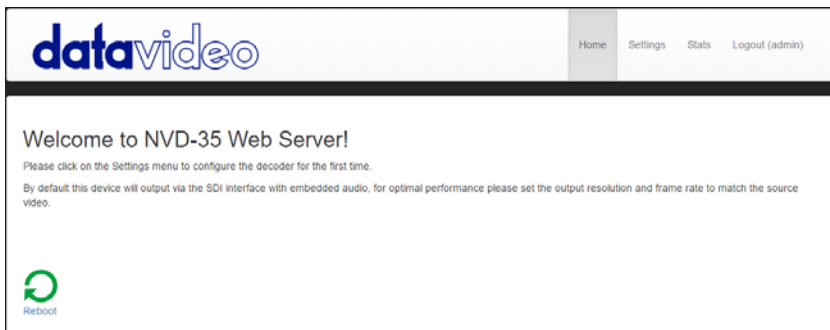 datavideo
Home Settings Stats Logout (admin)
Welcome to NVD-35 Web Server!
Please click on the Settings menu to configure the decoder for the first time.
By default this device will output via the SDI interface with embedded audio, for optimal performance please set the output resolution and frame rate to match the source
video.
Reboot